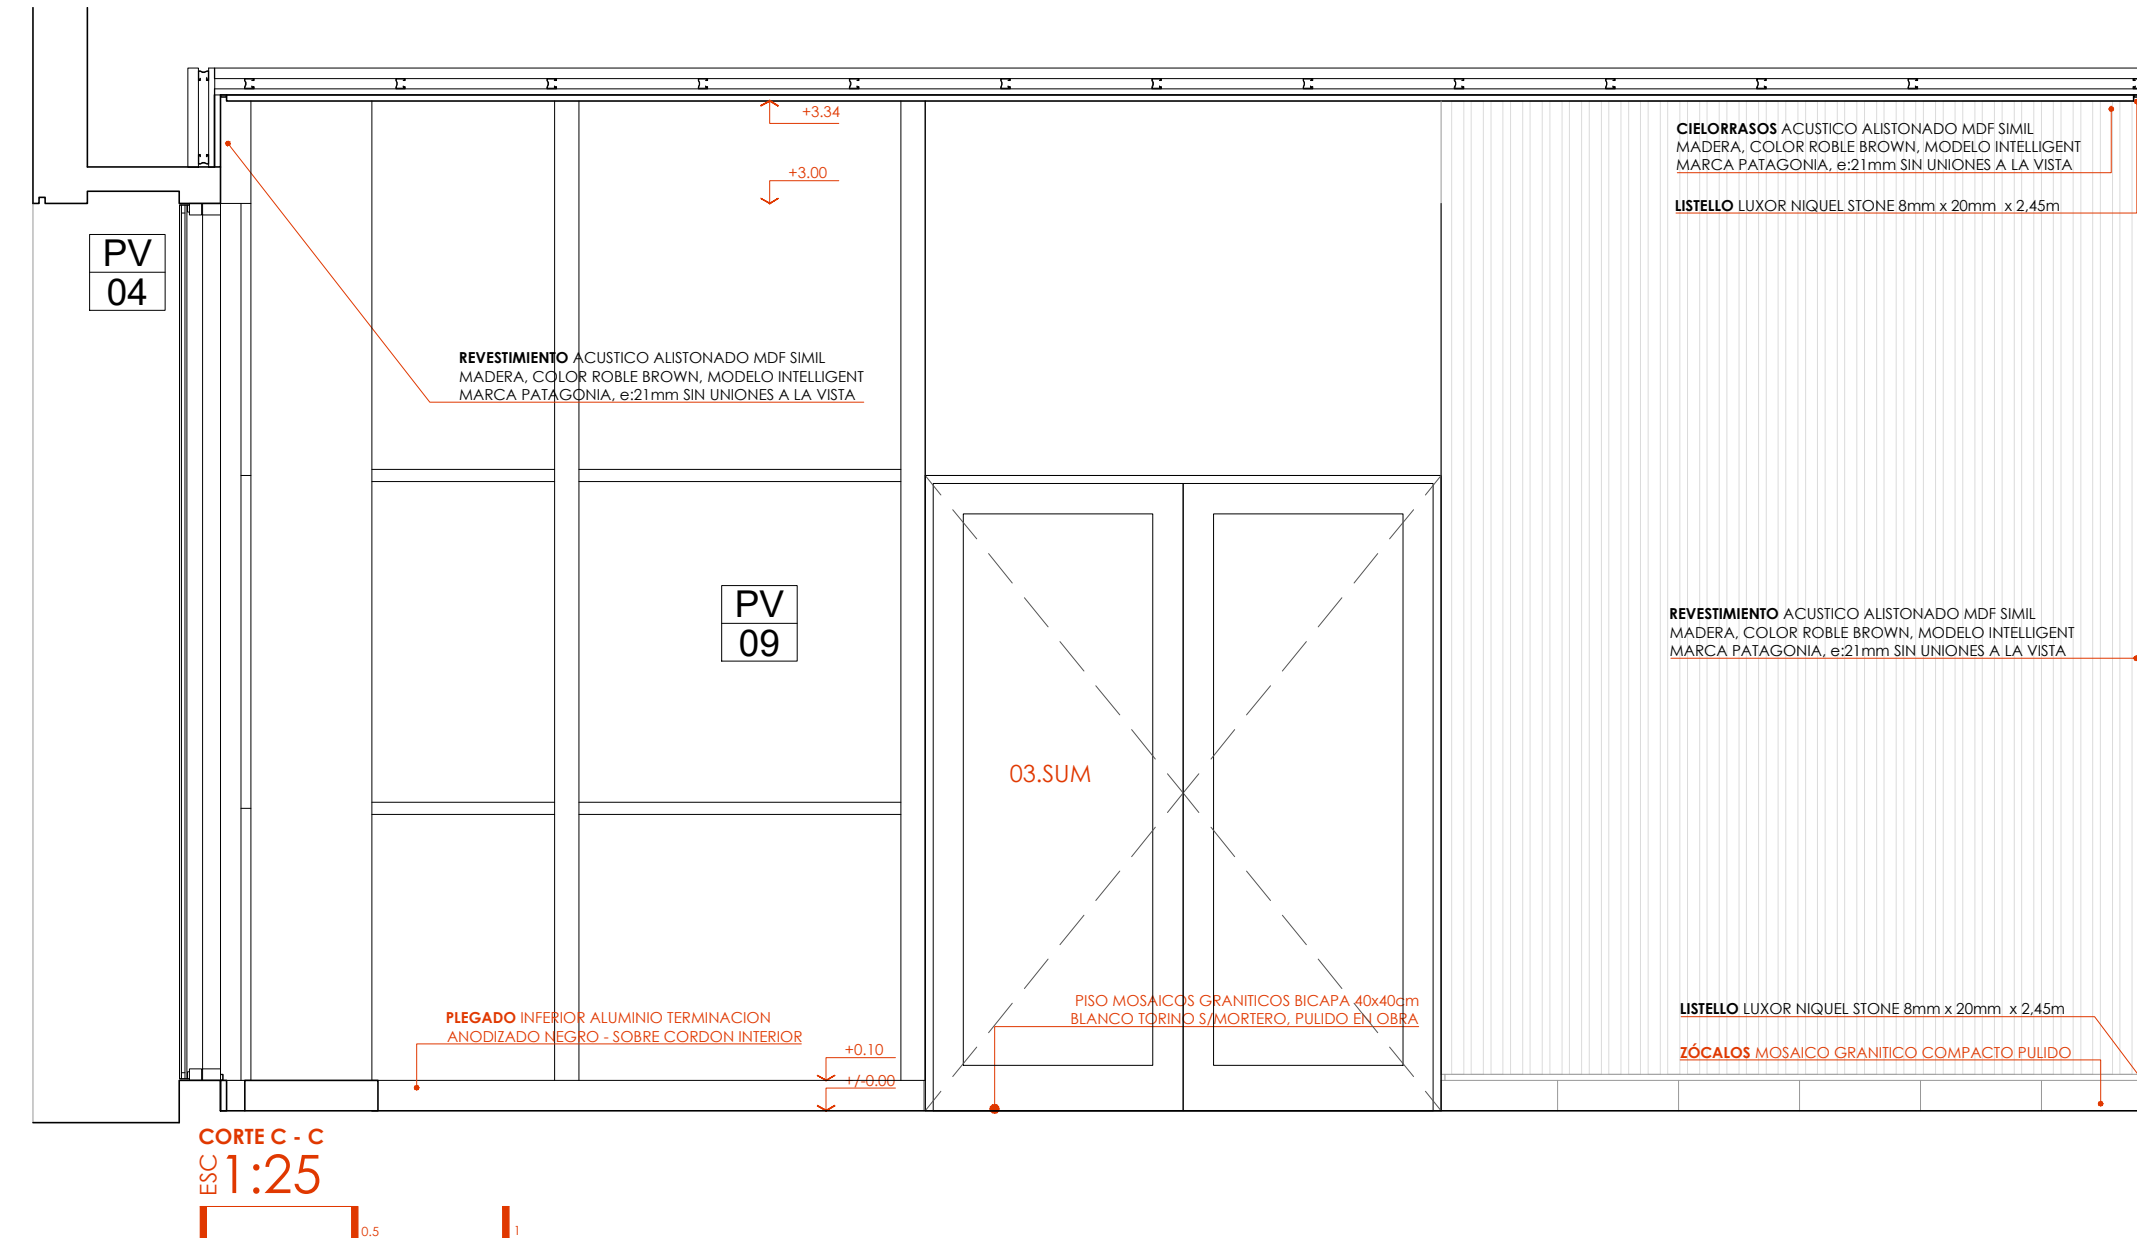 +3.34
CIELORRASOS ACUSTICO ALISTONADO MDF SIMIL
MADERA, COLOR ROBLE BROWN, MODELO INTELLIGENT
MARCA PATAGONIA, e:21mm SIN UNIONES A LA VISTA
+3.00
LISTELLO LUXOR NIQUEL STONE 8mm x 20mm x 2,45m
PV
04
REVESTIMIENTO ACUSTICO ALISTONADO MDF SIMIL
MADERA, COLOR ROBLE BROWN, MODELO INTELLIGENT
MARCA PATAGONIA, e:21mm SIN UNIONES A LA VISTA
PV
09
REVESTIMIENTO ACUSTICO ALISTONADO MDF SIMIL
MADERA, COLOR ROBLE BROWN, MODELO INTELLIGENT
MARCA PATAGONIA, e:21mm SIN UNIONES A LA VISTA
03.SUM
PLEGADO INFERIOR ALUMINIO TERMINACION
ANODIZADO NEGRO - SOBRE CORDON INTERIOR
PISO MOSAICOS GRANITICOS BICAPA 40x40cm
BLANCO TORINO S/MORTERO, PULIDO EN OBRA
LISTELLO LUXOR NIQUEL STONE 8mm x 20mm x 2,45m
ZÓCALOS MOSAICO GRANITICO COMPACTO PULIDO
+0.10
+/-0.00
CORTE C - C
ESC 1:25
0.5
1